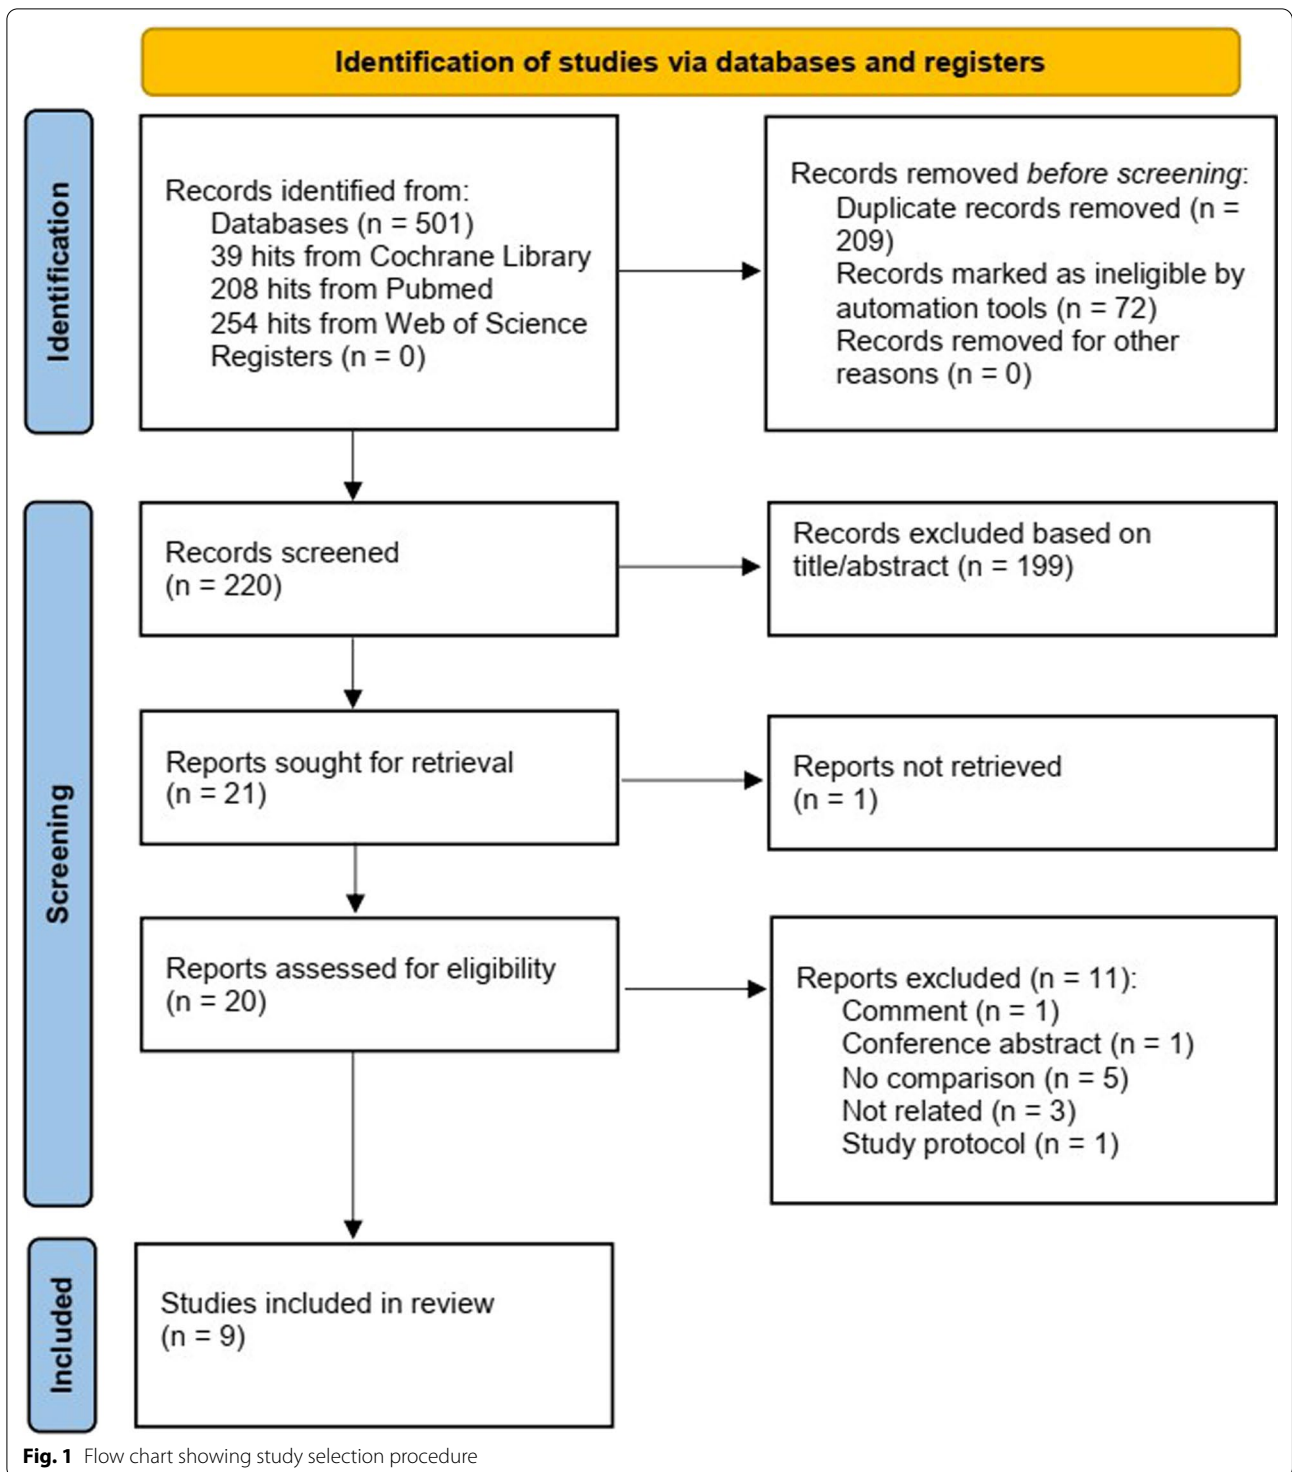 Identification of studies via databases and registers
Identification
Records identified from:
Databases (n = 501)
39 hits from Cochrane Library
208 hits from Pubmed
254 hits from Web of Science
Registers (n = 0)
Records removed before screening:
Duplicate records removed (n =
209)
Records marked as ineligible by
automation tools (n = 72)
Records removed for other
reasons (n = 0)
Screening
Records screened
(n = 220)
Records excluded based on
title/abstract (n = 199)
Reports sought for retrieval
(n = 21)
Reports not retrieved
(n = 1)
Reports assessed for eligibility
(n = 20)
Reports excluded (n = 11):
Comment (n = 1)
Conference abstract (n = 1)
No comparison (n = 5)
Not related (n = 3)
Study protocol (n = 1)
Included
Studies included in review
(n = 9)
Fig. 1 Flow chart showing study selection procedure